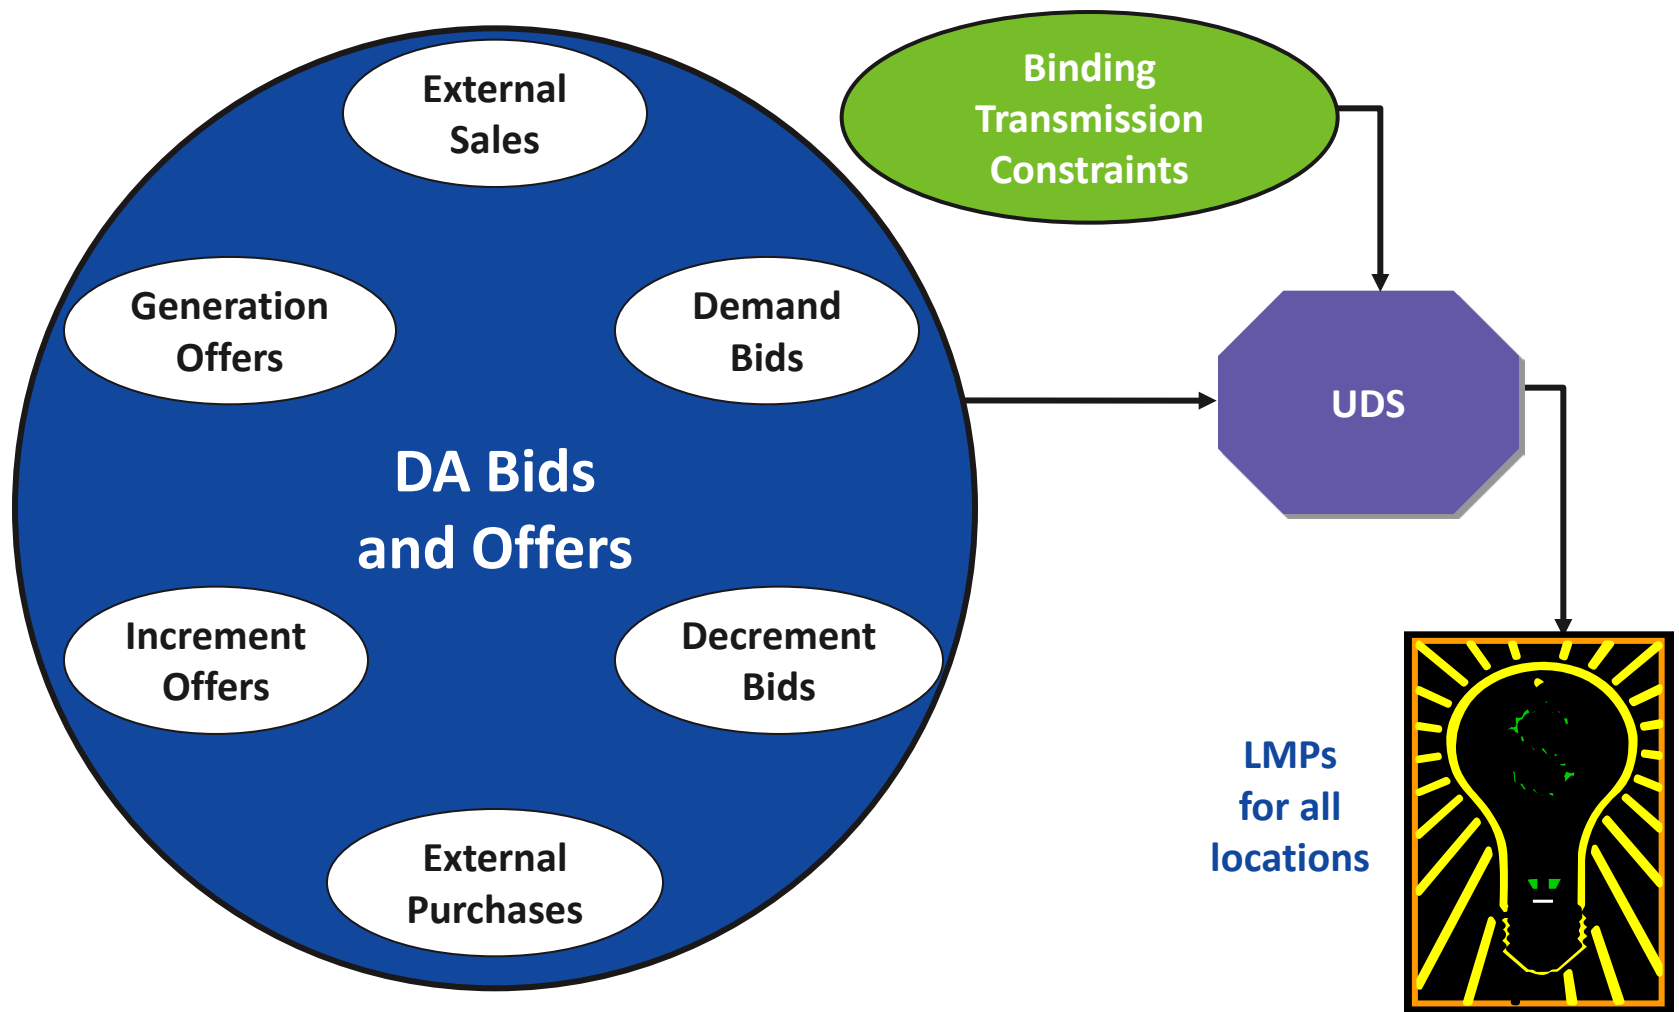 External
Sales
Generation
Offers
Demand
Bids
DA Bids
and Offers
Increment
Offers
Decrement
Bids
External
Purchases
Binding
Transmission
Constraints
UDS
LMPs
for all
locations